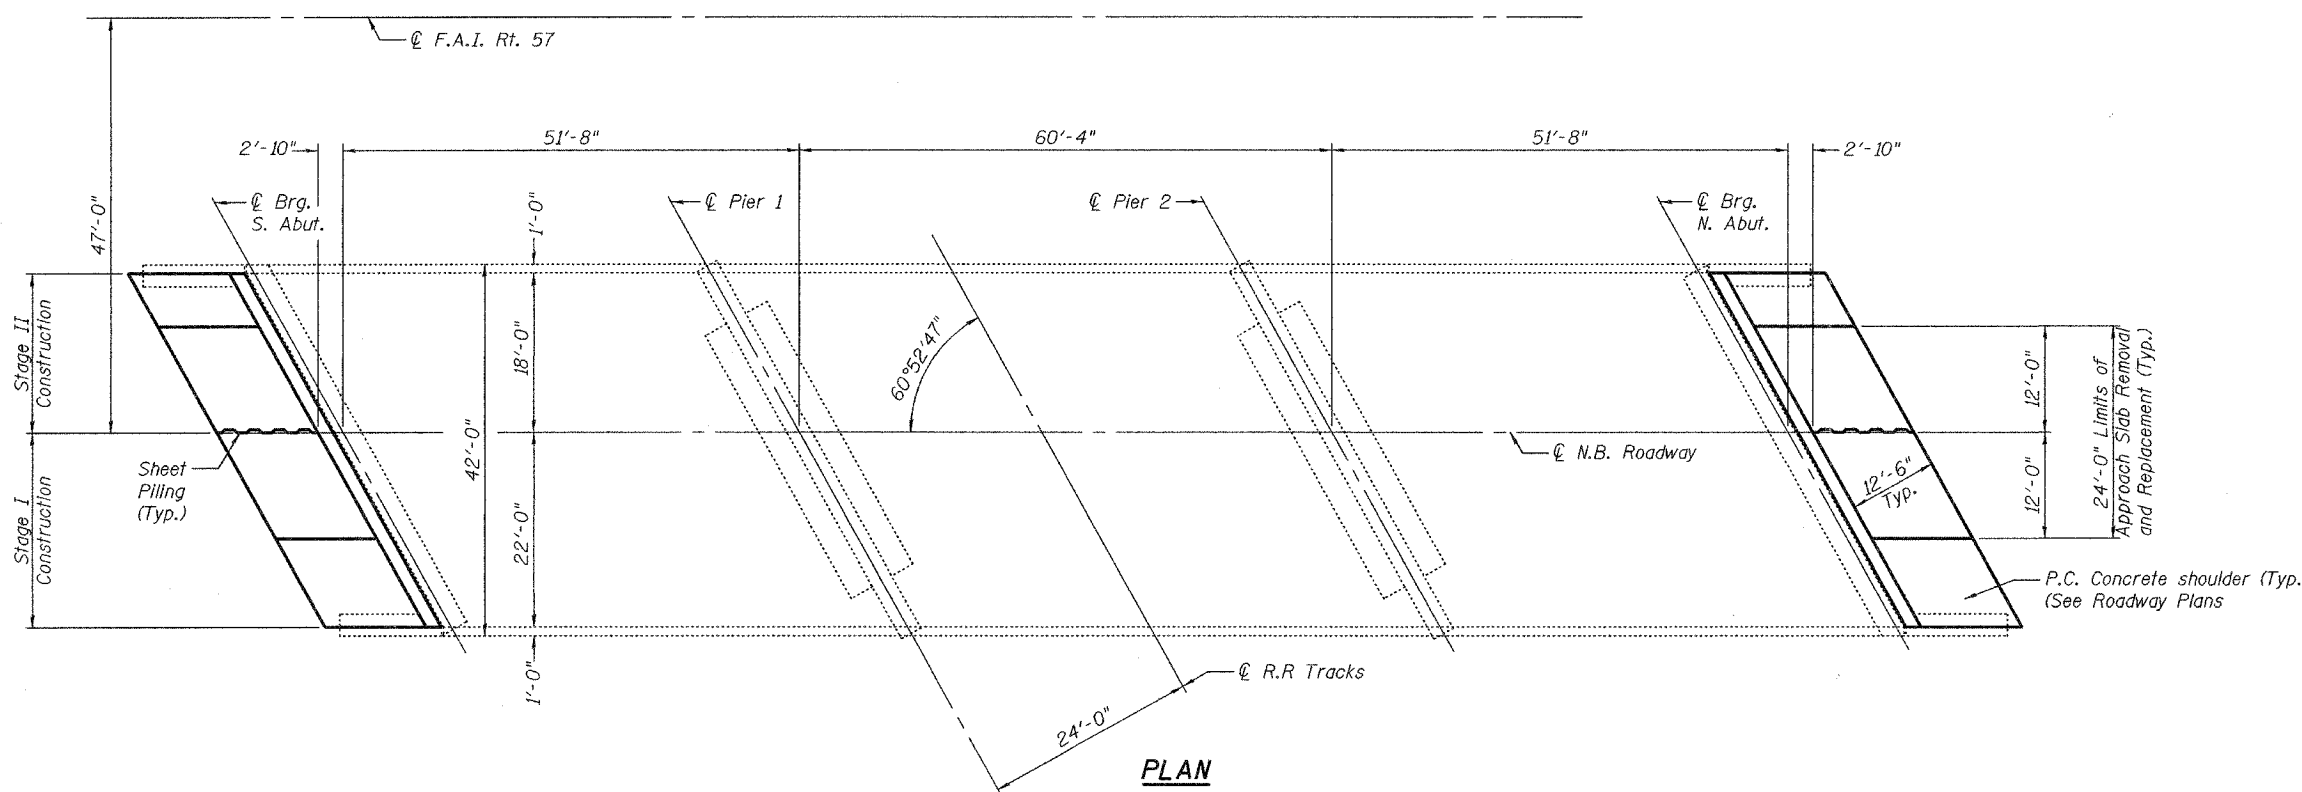 ℄ F.A.I. Rt. 57
51'-8"
60'-4"
51'-8"
2'-10"
2'-10"
47'-0"
℄ Brg.
S. Abut.
℄ Pier 1
℄ Pier 2
℄ Brg.
N. Abut.
1'-0"
Stage II
Construction
18'-0"
60°52'47"
12'-0"
24'-0" Limits of
Approach Slab Removal
and Replacement (Typ.)
42'-0"
℄ N.B. Roadway
Sheet
Piling
(Typ.)
12'-6"
Typ.
12'-0"
Stage I
Construction
22'-0"
P.C. Concrete shoulder (Typ.
(See Roadway Plans
1'-0"
℄ R.R Tracks
24'-0"
PLAN